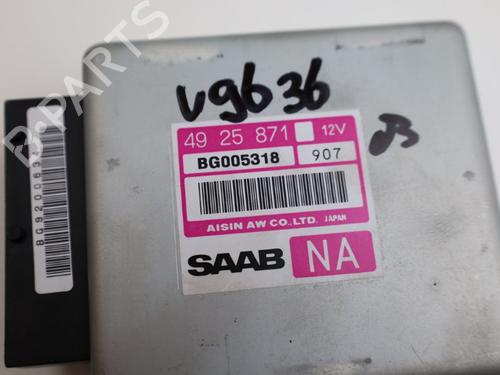 V9636
49 25 871 12V
BG005318 907
AISIN AW CO., LTD. JAPAN
SAAB NA
B-PARTS